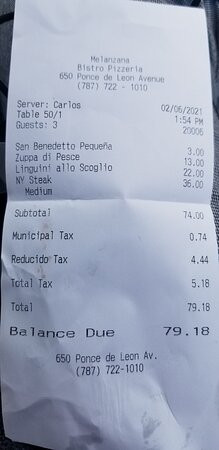 Melanzana
Bistro Pizzeria
650 Ponce de Leon Avenue
(787) 722 - 1010
Server: Carlos 02/06/2021
Table 50/1 1:54 PM
Guests: 3 20006
San Benedetto Pequeña 3.00
Zuppa di Pesce 13.00
Linguini allo Scoglio 22.00
NY Steak 36.00
Medium
Subtotal 74.00
Municipal Tax 0.74
Reducido Tax 4.44
Total Tax 5.18
Total 79.18
Balance Due 79.18
650 Ponce de Leon Av.
(787) 722-1010